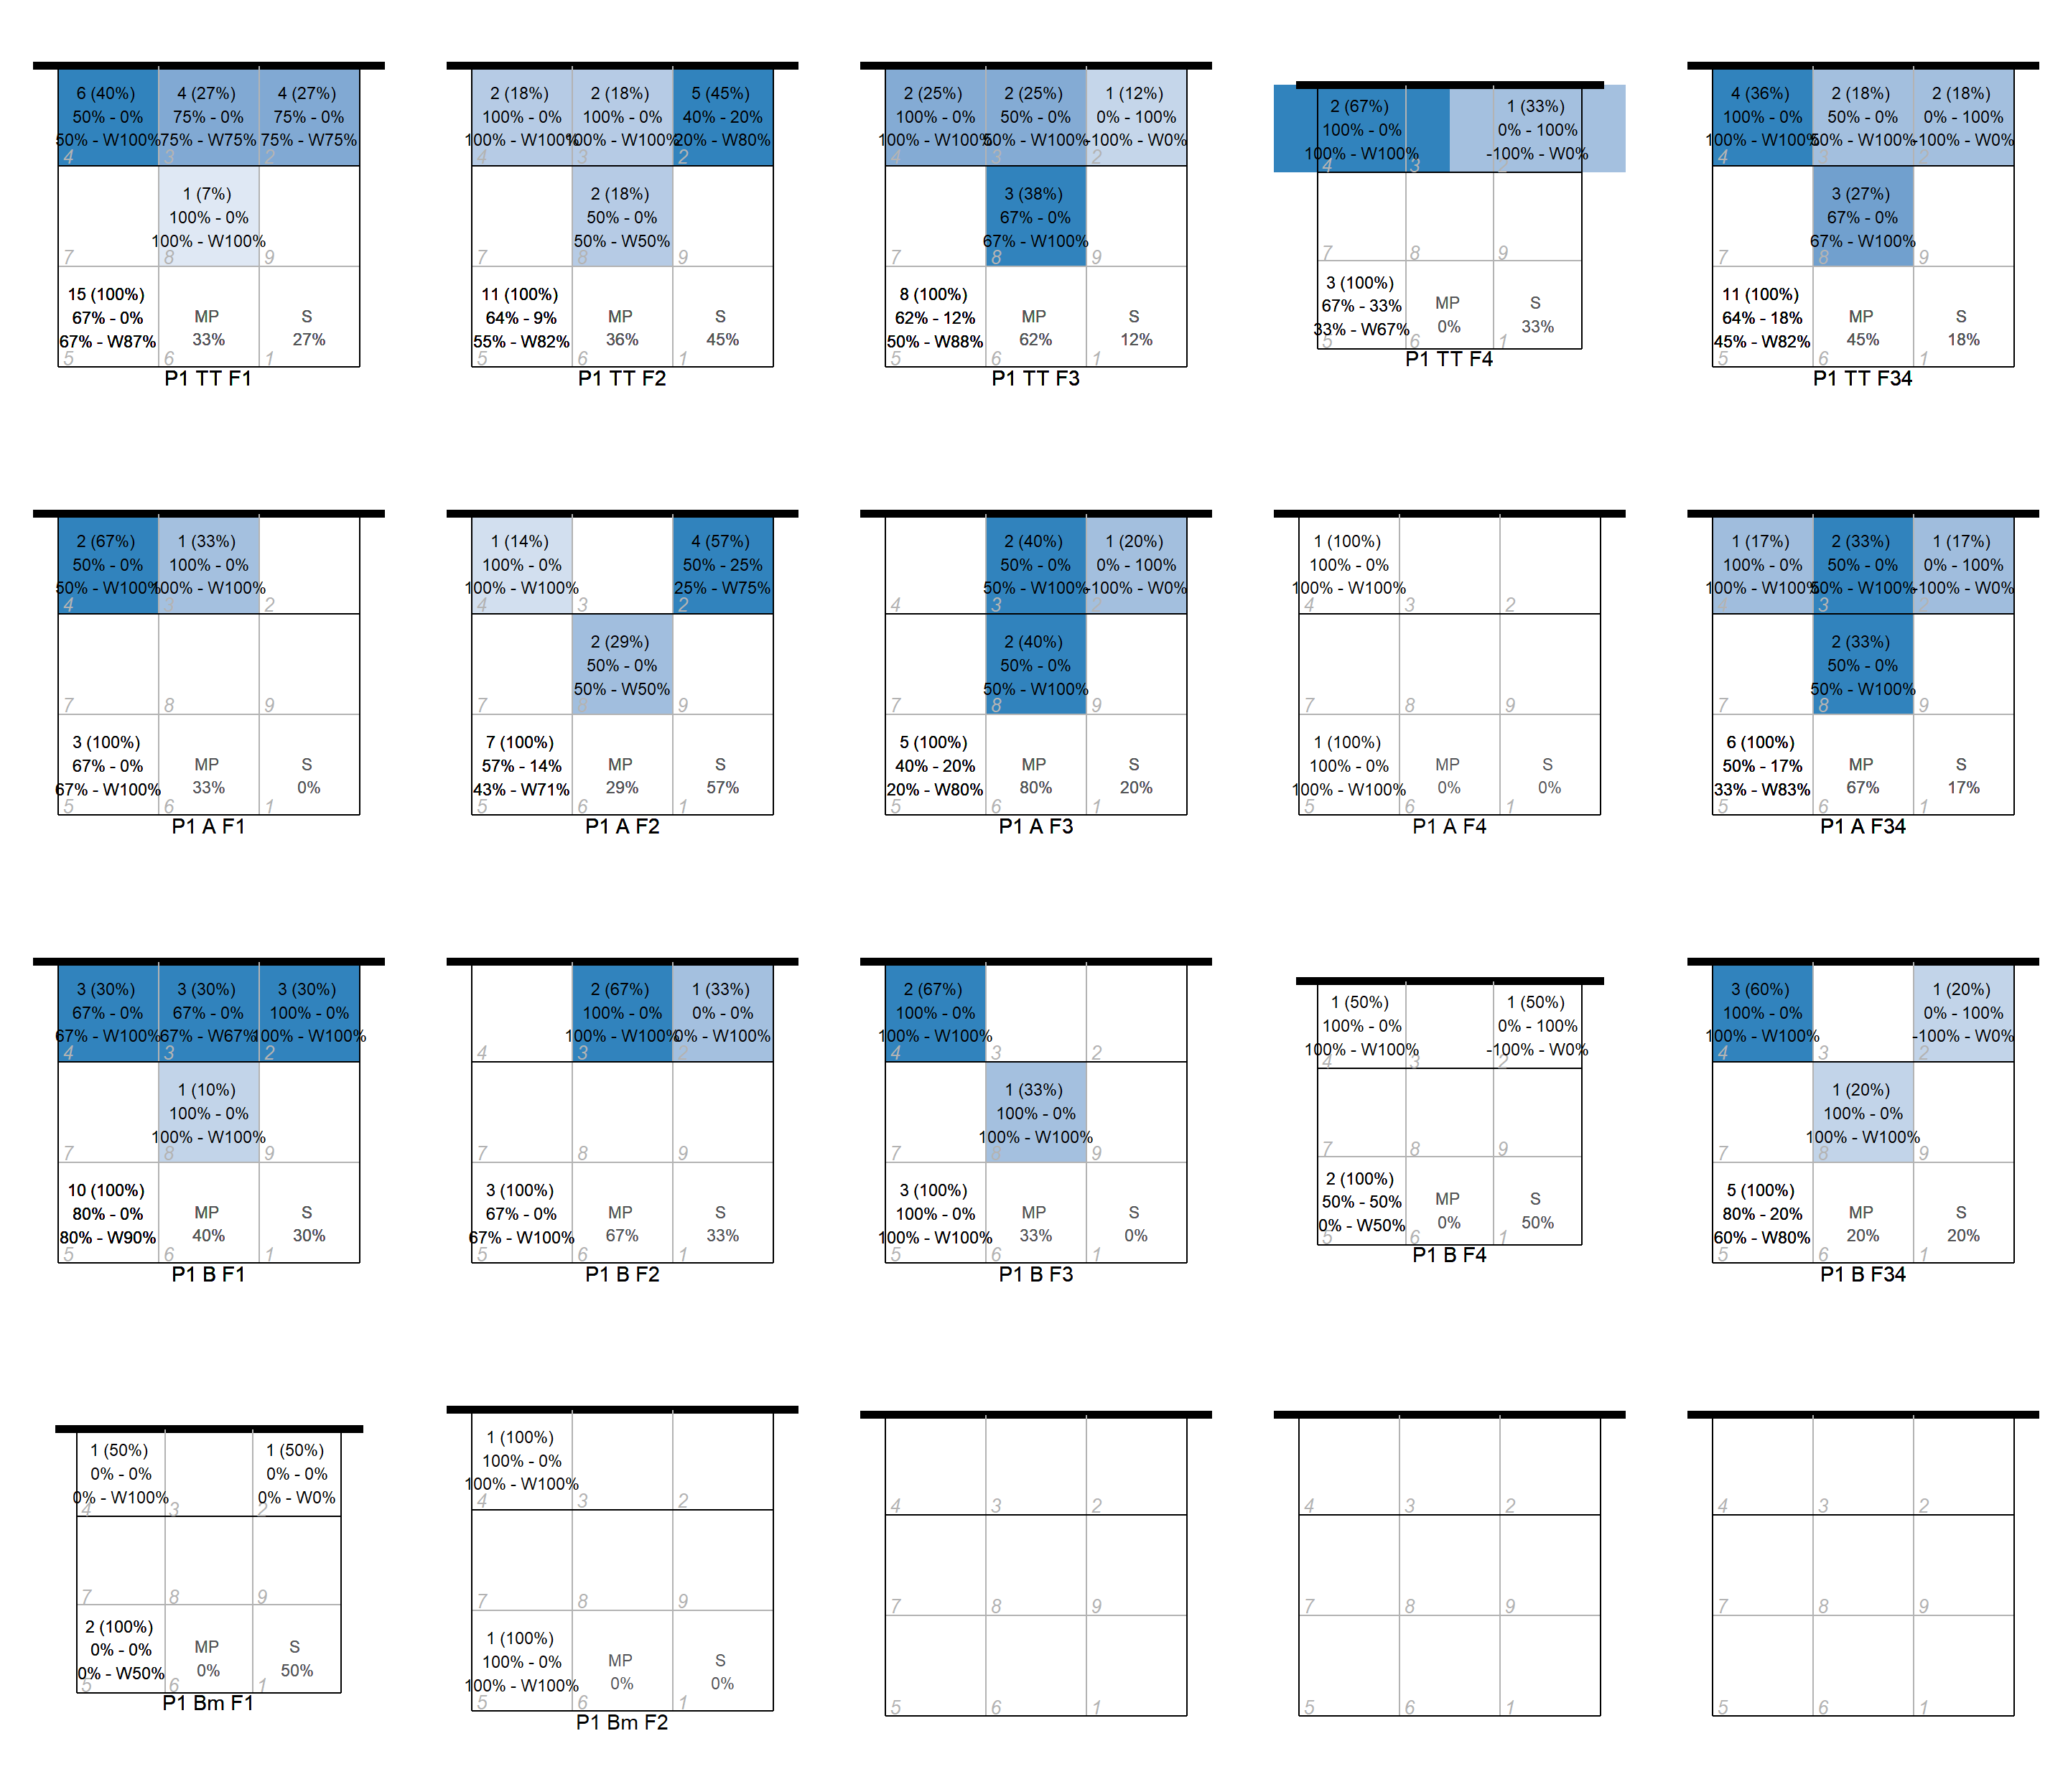 6 (40%) 4 (27%) 4 (27%)
50% - 0% 75% - 0% 75% - 0%
50% - W100% 75% - W75% 75% - W75%
4 3 2
1 (7%)
100% - 0%
100% - W100%
7 8 9
15 (100%)
67% - 0% MP S
67% - W87% 33% 27%
5 6 1
P1 TT F1
2 (18%) 2 (18%) 5 (45%)
100% - 0% 100% - 0% 40% - 20%
100% - W100% 100% - W100% 20% - W80%
4 3 2
2 (18%)
50% - 0%
50% - W50%
7 8 9
11 (100%)
64% - 9% MP S
55% - W82% 36% 45%
5 6 1
P1 TT F2
2 (25%) 2 (25%) 1 (12%)
100% - 0% 50% - 0% 0% - 100%
100% - W100% 50% - W100% -100% - W0%
4 3 2
3 (38%)
67% - 0%
67% - W100%
7 8 9
8 (100%)
62% - 12% MP S
50% - W88% 62% 12%
5 6 1
P1 TT F3
2 (67%) 1 (33%)
100% - 0% 0% - 100%
100% - W100% -100% - W0%
4 3 2
7 8 9
3 (100%)
67% - 33% MP S
33% - W67% 0% 33%
5 6 1
P1 TT F4
4 (36%) 2 (18%) 2 (18%)
100% - 0% 50% - 0% 0% - 100%
100% - W100% 50% - W100% -100% - W0%
4 3 2
3 (27%)
67% - 0%
67% - W100%
7 8 9
11 (100%)
64% - 18% MP S
45% - W82% 45% 18%
5 6 1
P1 TT F34
2 (67%) 1 (33%)
50% - 0% 100% - 0%
50% - W100% 100% - W100%
4 3 2
7 8 9
3 (100%)
67% - 0% MP S
67% - W100% 33% 0%
5 6 1
P1 A F1
1 (14%) 4 (57%)
100% - 0% 50% - 25%
100% - W100% 25% - W75%
4 3 2
2 (29%)
50% - 0%
50% - W50%
7 8 9
7 (100%)
57% - 14% MP S
43% - W71% 29% 57%
5 6 1
P1 A F2
2 (40%) 1 (20%)
50% - 0% 0% - 100%
50% - W100% -100% - W0%
4 3 2
2 (40%)
50% - 0%
50% - W100%
7 8 9
5 (100%)
40% - 20% MP S
20% - W80% 80% 20%
5 6 1
P1 A F3
1 (100%)
100% - 0%
100% - W100%
4 3 2
7 8 9
1 (100%)
100% - 0% MP S
100% - W100% 0% 0%
5 6 1
P1 A F4
1 (17%) 2 (33%) 1 (17%)
100% - 0% 50% - 0% 0% - 100%
100% - W100% 50% - W100% -100% - W0%
4 3 2
2 (33%)
50% - 0%
50% - W100%
7 8 9
6 (100%)
50% - 17% MP S
33% - W83% 67% 17%
5 6 1
P1 A F34
3 (30%) 3 (30%) 3 (30%)
67% - 0% 67% - 0% 100% - 0%
67% - W100% 67% - W67% 100% - W100%
4 3 2
1 (10%)
100% - 0%
100% - W100%
7 8 9
10 (100%)
80% - 0% MP S
80% - W90% 40% 30%
5 6 1
P1 B F1
2 (67%) 1 (33%)
100% - 0% 0% - 0%
100% - W100% 0% - W100%
4 3 2
7 8 9
3 (100%)
67% - 0% MP S
67% - W100% 67% 33%
5 6 1
P1 B F2
2 (67%)
100% - 0%
100% - W100%
4 3 2
1 (33%)
100% - 0%
100% - W100%
7 8 9
3 (100%)
100% - 0% MP S
100% - W100% 33% 0%
5 6 1
P1 B F3
1 (50%) 1 (50%)
100% - 0% 0% - 100%
100% - W100% -100% - W0%
4 3 2
7 8 9
2 (100%)
50% - 50% MP S
0% - W50% 0% 50%
5 6 1
P1 B F4
3 (60%) 1 (20%)
100% - 0% 0% - 100%
100% - W100% -100% - W0%
4 3 2
1 (20%)
100% - 0%
100% - W100%
7 8 9
5 (100%)
80% - 20% MP S
60% - W80% 20% 20%
5 6 1
P1 B F34
1 (50%) 1 (50%)
0% - 0% 0% - 0%
0% - W100% 0% - W0%
4 3 2
7 8 9
2 (100%)
0% - 0% MP S
0% - W50% 0% 50%
5 6 1
P1 Bm F1
1 (100%)
100% - 0%
100% - W100%
4 3 2
7 8 9
1 (100%)
100% - 0% MP S
100% - W100% 0% 0%
5 6 1
P1 Bm F2
4 3 2
7 8 9
5 6 1
4 3 2
7 8 9
5 6 1
4 3 2
7 8 9
5 6 1